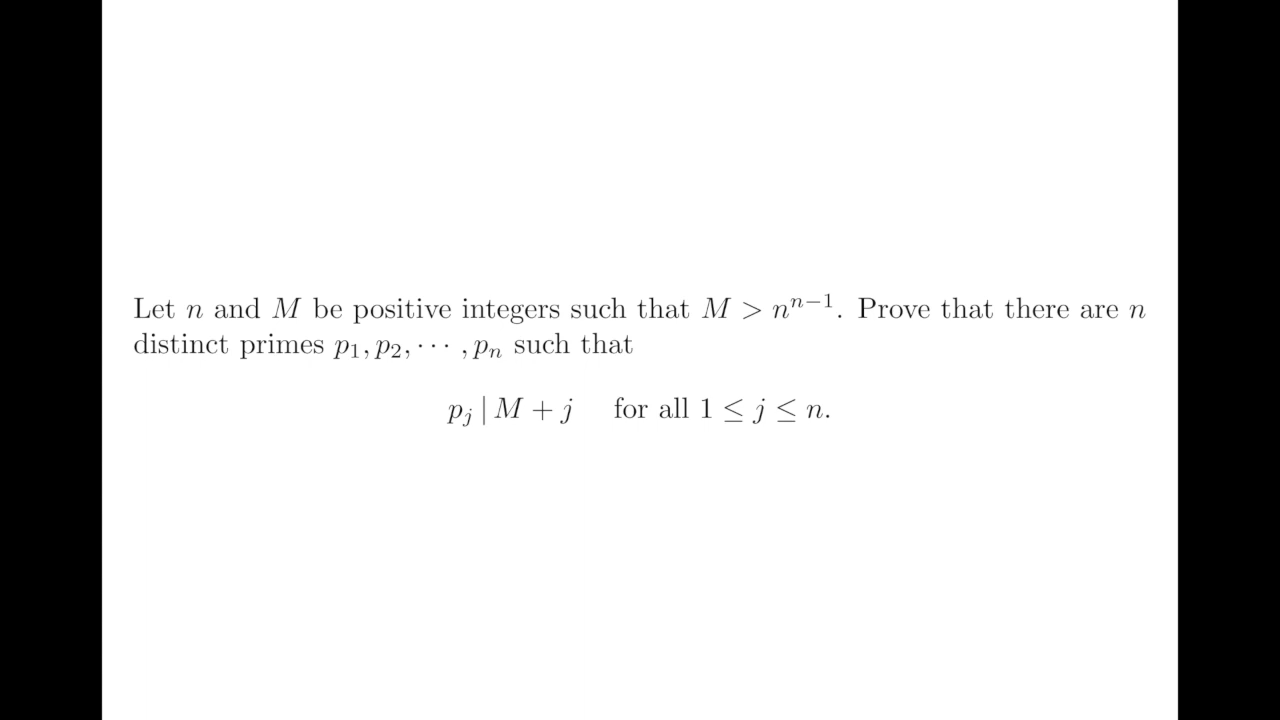 Let n and M be positive integers such that M > n^{n−1}. Prove that there are n
distinct primes p_1, p_2, ⋯ , p_n such that
p_j | M + j for all 1 ≤ j ≤ n.